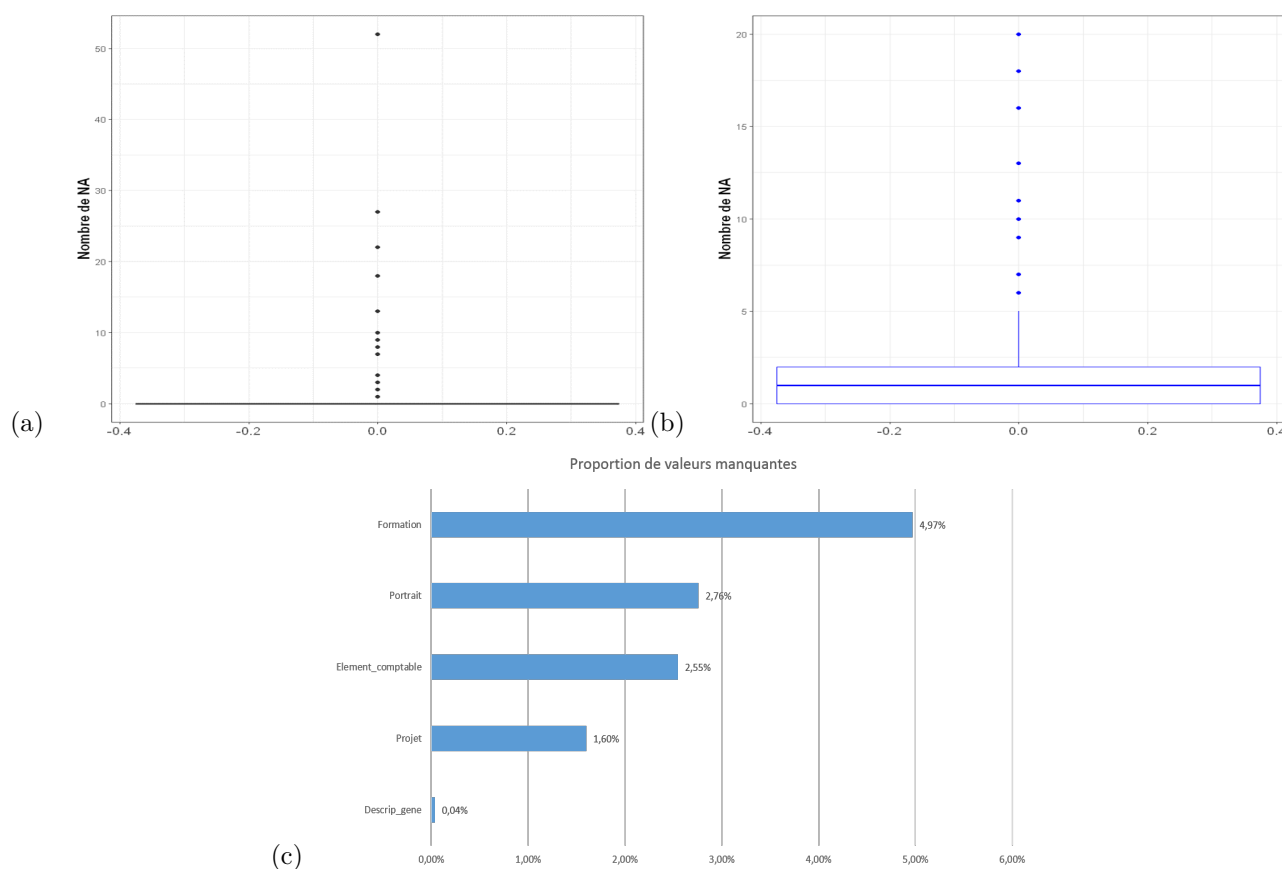 50
40
30
20
10
0
Nombre de NA
-0.4
-0.2
0.0
0.2
0.4
(a)
20
15
10
5
0
Nombre de NA
-0.4
-0.2
0.0
0.2
0.4
(b)
Proportion de valeurs manquantes
Formation
4,97%
Portrait
2,76%
Element_comptable
2,55%
Projet
1,60%
Descrip_gene
0,04%
0,00% 1,00% 2,00% 3,00% 4,00% 5,00% 6,00%
(c)